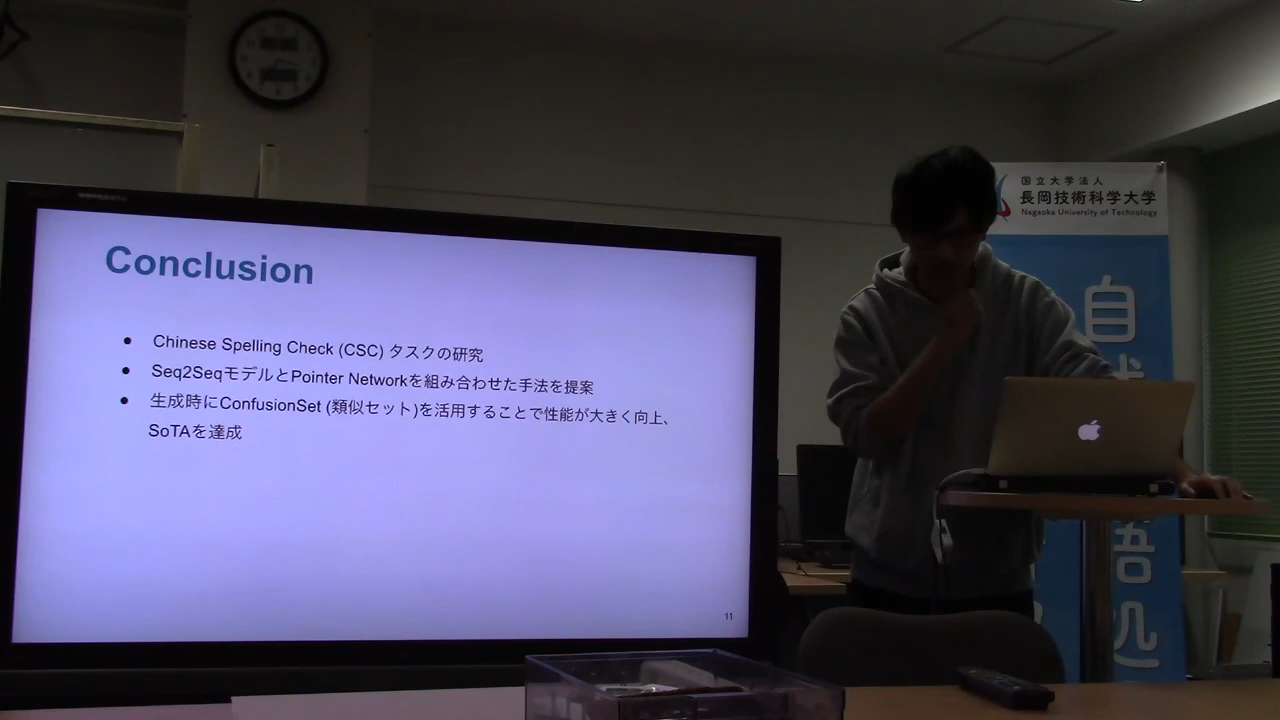 Conclusion
Chinese Spelling Check (CSC) タスクの研究
Seq2SeqモデルとPointer Networkを組み合わせた手法を提案
生成時にConfusionSet (類似セット)を活用することで性能が大きく向上、
SoTAを達成
11
国立大学法人
長岡技術科学大学
Nagaoka University of Technology
自
語処